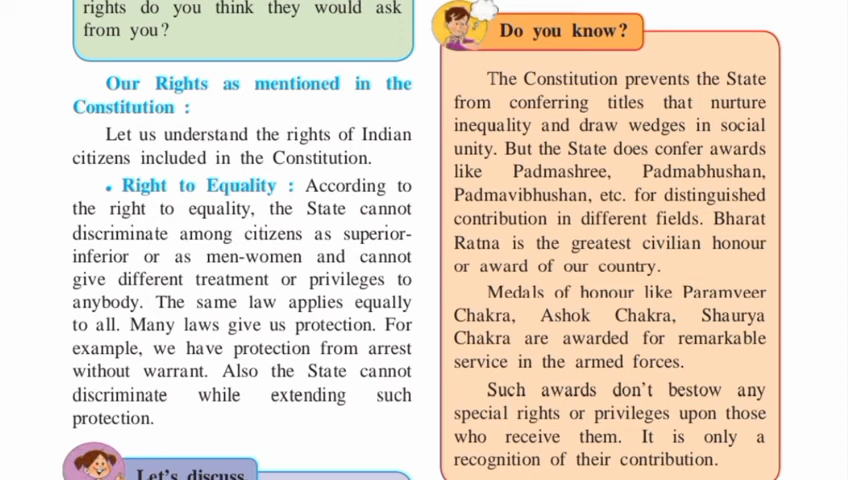 rights do you think they would ask
from you?
Our Rights as mentioned in the
Constitution :
Let us understand the rights of Indian
citizens included in the Constitution.
• Right to Equality : According to
the right to equality, the State cannot
discriminate among citizens as superior-
inferior or as men-women and cannot
give different treatment or privileges to
anybody. The same law applies equally
to all. Many laws give us protection. For
example, we have protection from arrest
without warrant. Also the State cannot
discriminate while extending such
protection.
Let's discuss
Do you know?
The Constitution prevents the State
from conferring titles that nurture
inequality and draw wedges in social
unity. But the State does confer awards
like Padmashree, Padmabhushan,
Padmavibhushan, etc. for distinguished
contribution in different fields. Bharat
Ratna is the greatest civilian honour
or award of our country.
Medals of honour like Paramveer
Chakra, Ashok Chakra, Shaurya
Chakra are awarded for remarkable
service in the armed forces.
Such awards don't bestow any
special rights or privileges upon those
who receive them. It is only a
recognition of their contribution.